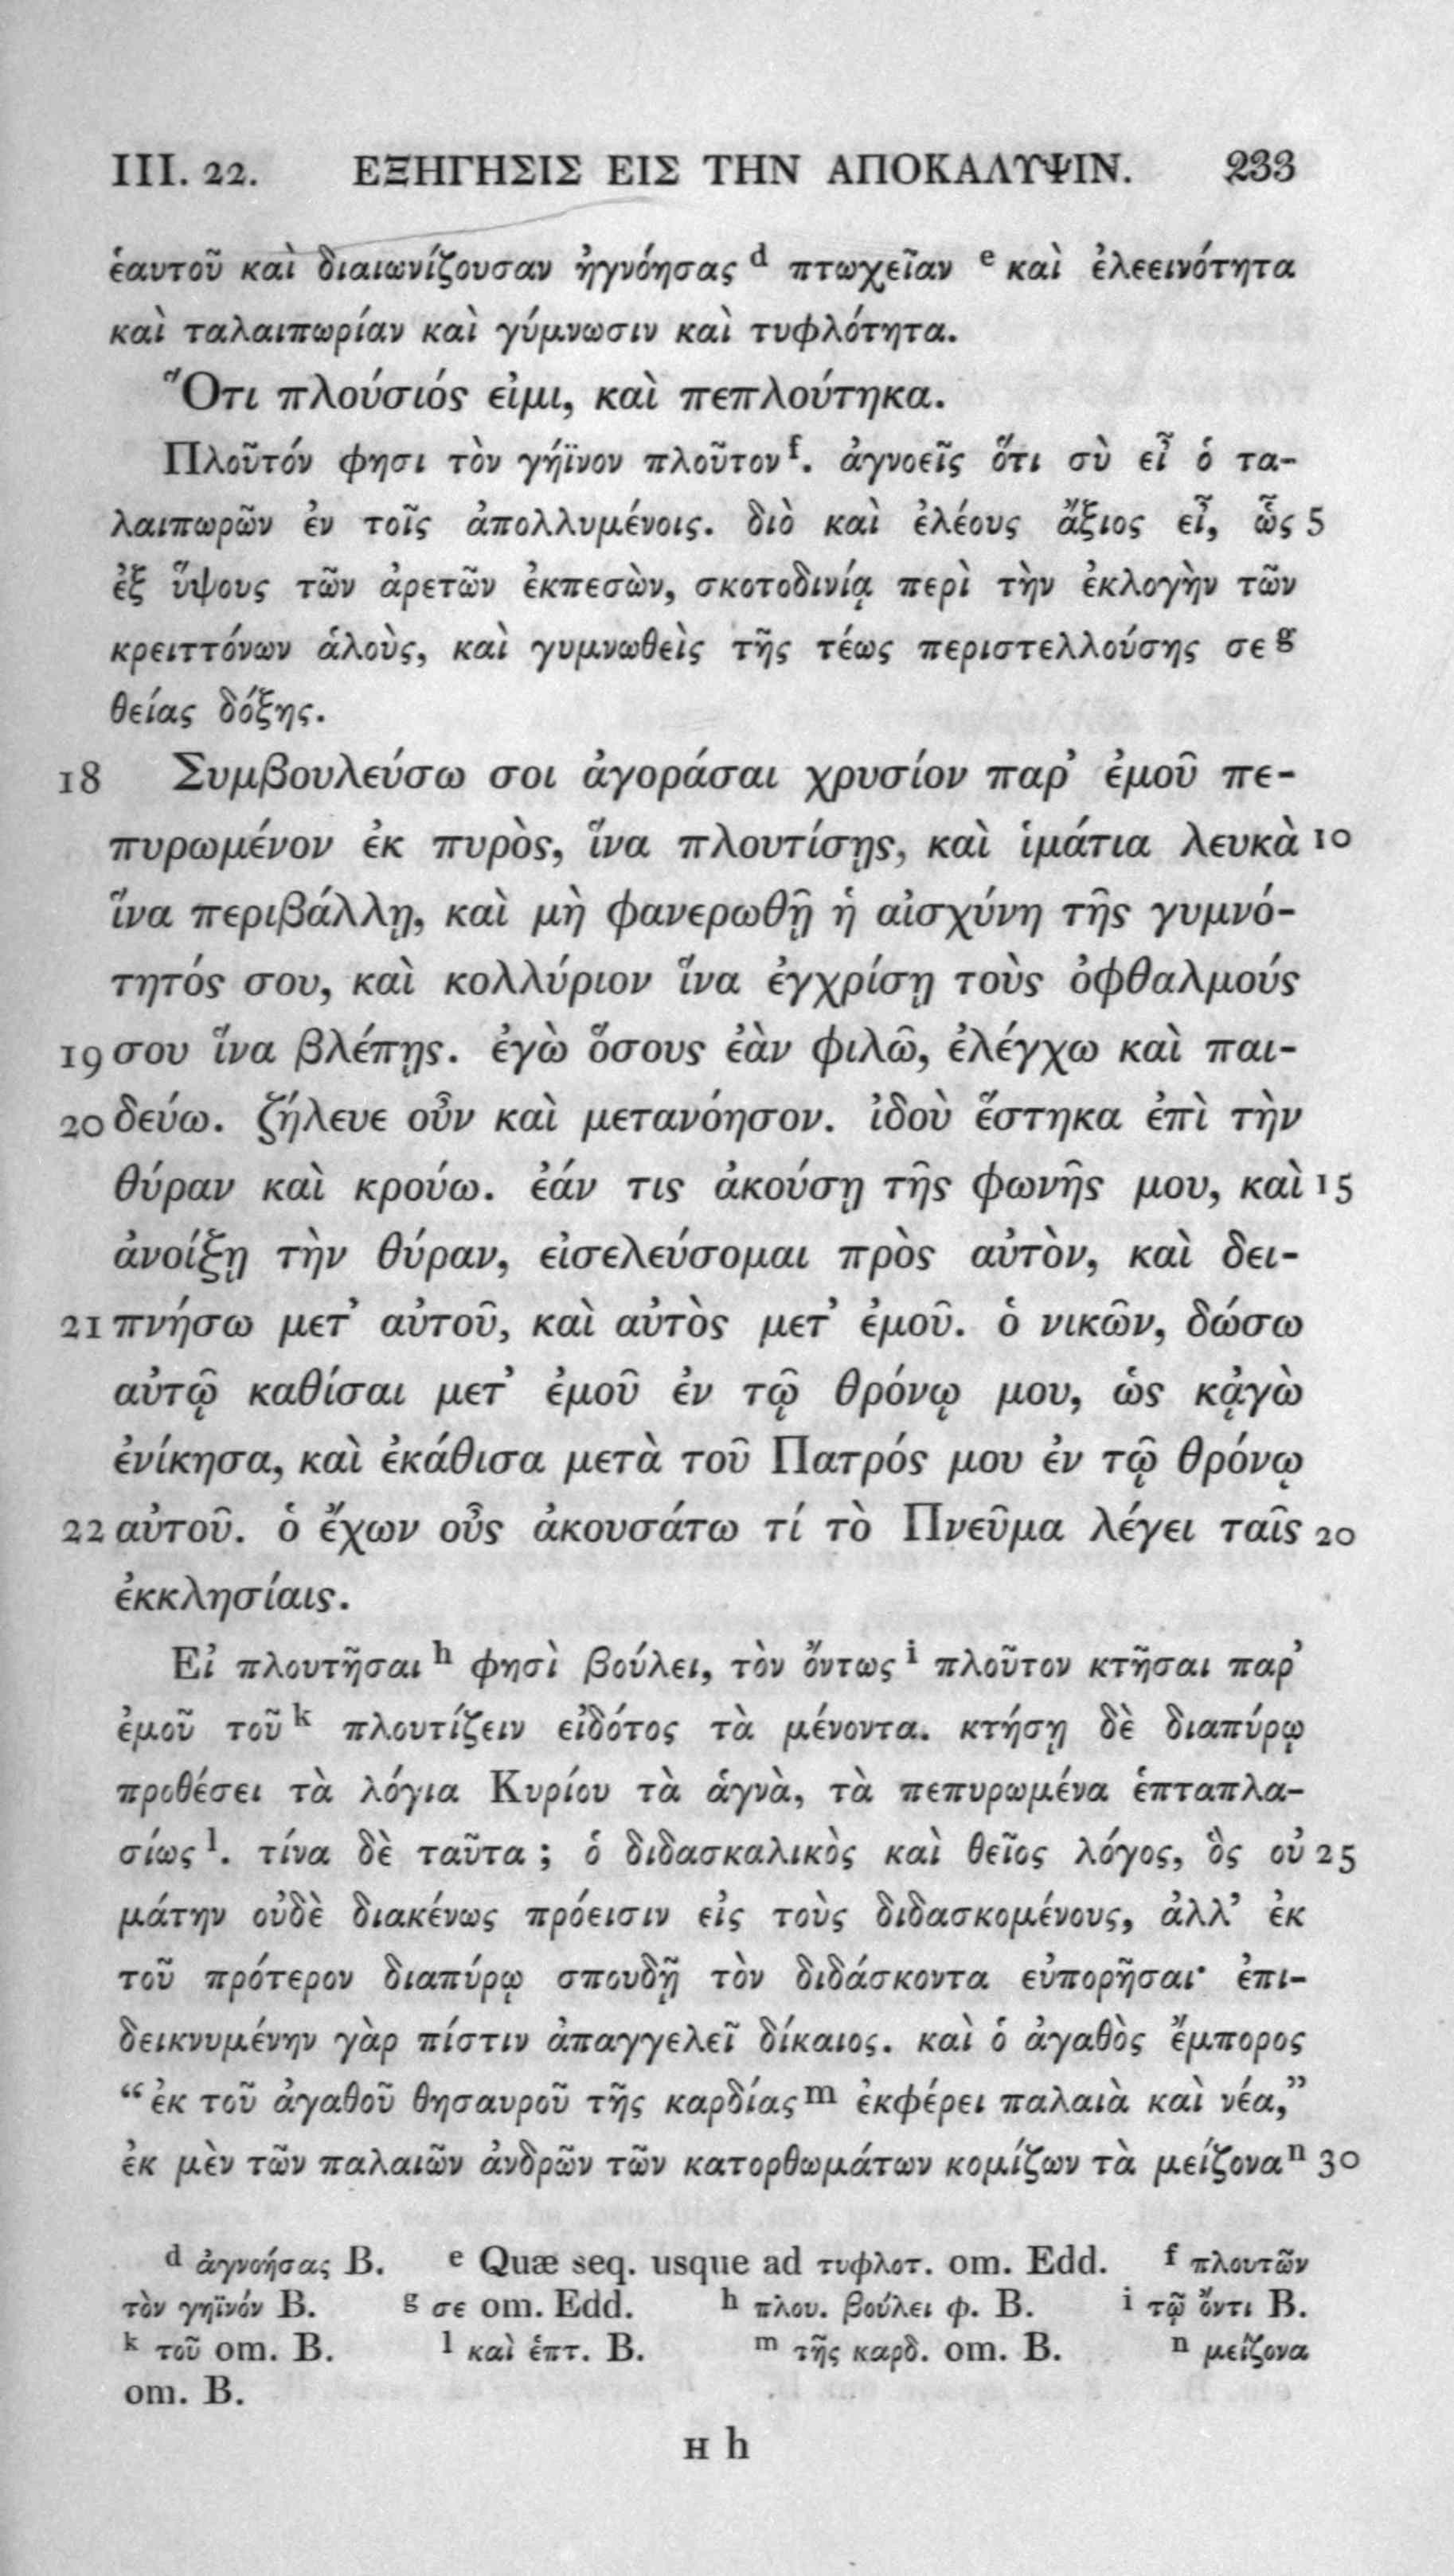 III. 22. ΕΞΗΓΗΣΙΣ ΕΙΣ ΤΗΝ ΑΠΟΚΑΛΥΨΙΝ. 233
ἑαυτοῦ καὶ διαιωνίζουσαν ἠγνόησας d πτωχεῖαν e καὶ ἐλεεινότητα
καὶ ταλαιπωρίαν καὶ γύμνωσιν καὶ τυφλότητα.
Ὅτι πλούσιός εἰμι, καὶ πεπλούτηκα.
Πλοῦτόν φησι τὸν γήϊνον πλοῦτον f. ἀγνοεῖς ὅτι σὺ εἶ ὁ τα-
λαιπωρῶν ἐν τοῖς ἀπολλυμένοις. διὸ καὶ ἐλέους ἄξιος εἶ, ὧς 5
ἐξ ὕψους τῶν ἀρετῶν ἐκπεσὼν, σκοτοδινίᾳ περὶ τὴν ἐκλογὴν τῶν
κρειττόνων ἁλοὺς, καὶ γυμνωθεὶς τῆς τέως περιστελλούσης σε g
θείας δόξης.
18 Συμβουλεύσω σοι ἀγοράσαι χρυσίον παρ’ ἐμοῦ πε-
πυρωμένον ἐκ πυρὸς, ἵνα πλουτίσῃς, καὶ ἱμάτια λευκὰ 10
ἵνα περιβάλλῃ, καὶ μὴ φανερωθῇ ἡ αἰσχύνη τῆς γυμνό-
τητός σου, καὶ κολλύριον ἵνα ἐγχρίσῃ τοὺς ὀφθαλμούς
19 σου ἵνα βλέπῃς. ἐγὼ ὅσους ἐὰν φιλῶ, ἐλέγχω καὶ παι-
20 δεύω. ζήλευε οὖν καὶ μετανόησον. ἰδοὺ ἕστηκα ἐπὶ τὴν
θύραν καὶ κρούω. ἐάν τις ἀκούσῃ τῆς φωνῆς μου, καὶ 15
ἀνοίξῃ τὴν θύραν, εἰσελεύσομαι πρὸς αὐτὸν, καὶ δει-
21 πνήσω μετ’ αὐτοῦ, καὶ αὐτὸς μετ’ ἐμοῦ. ὁ νικῶν, δώσω
αὐτῷ καθίσαι μετ’ ἐμοῦ ἐν τῷ θρόνῳ μου, ὡς κᾀγὼ
ἐνίκησα, καὶ ἐκάθισα μετὰ τοῦ Πατρός μου ἐν τῷ θρόνῳ
22 αὐτοῦ. ὁ ἔχων οὖς ἀκουσάτω τί τὸ Πνεῦμα λέγει ταῖς 20
ἐκκλησίαις.
Εἰ πλουτῆσαι h φησὶ βούλει, τὸν ὄντως i πλοῦτον κτῆσαι παρ’
ἐμοῦ τοῦ k πλουτίζειν εἰδότος τὰ μένοντα. κτήσῃ δὲ διαπύρῳ
προθέσει τὰ λόγια Κυρίου τὰ ἁγνὰ, τὰ πεπυρωμένα ἑπταπλα-
σίως l. τίνα δὲ ταῦτα ; ὁ διδασκαλικὸς καὶ θεῖος λόγος, ὃς οὐ 25
μάτην οὐδὲ διακένως πρόεισιν εἰς τοὺς διδασκομένους, ἀλλ’ ἐκ
τοῦ πρότερον διαπύρῳ σπουδῇ τὸν διδάσκοντα εὐπορῆσαι· ἐπι-
δεικνυμένην γὰρ πίστιν ἀπαγγελεῖ δίκαιος. καὶ ὁ ἀγαθὸς ἔμπορος
“ἐκ τοῦ ἀγαθοῦ θησαυροῦ τῆς καρδίας m ἐκφέρει παλαιὰ καὶ νέα,”
ἐκ μὲν τῶν παλαιῶν ἀνδρῶν τῶν κατορθωμάτων κομίζων τὰ μείζονα n 30
d ἀγνοήσας B. e Quæ seq. usque ad τυφλοτ. om. Edd. f πλουτῶν
τὸν γηϊνόν B. g σε om. Edd. h πλου. βούλει φ. B. i τῷ ὄντι B.
k τοῦ om. B. l καὶ ἑπτ. B. m τῆς καρδ. om. B. n μείζονα
om. B.
H h